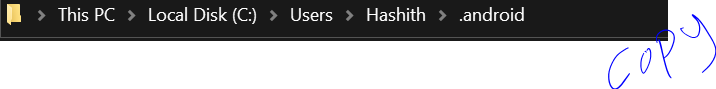 This PC > Local Disk (C:) > Users > Hashith > .android
copy